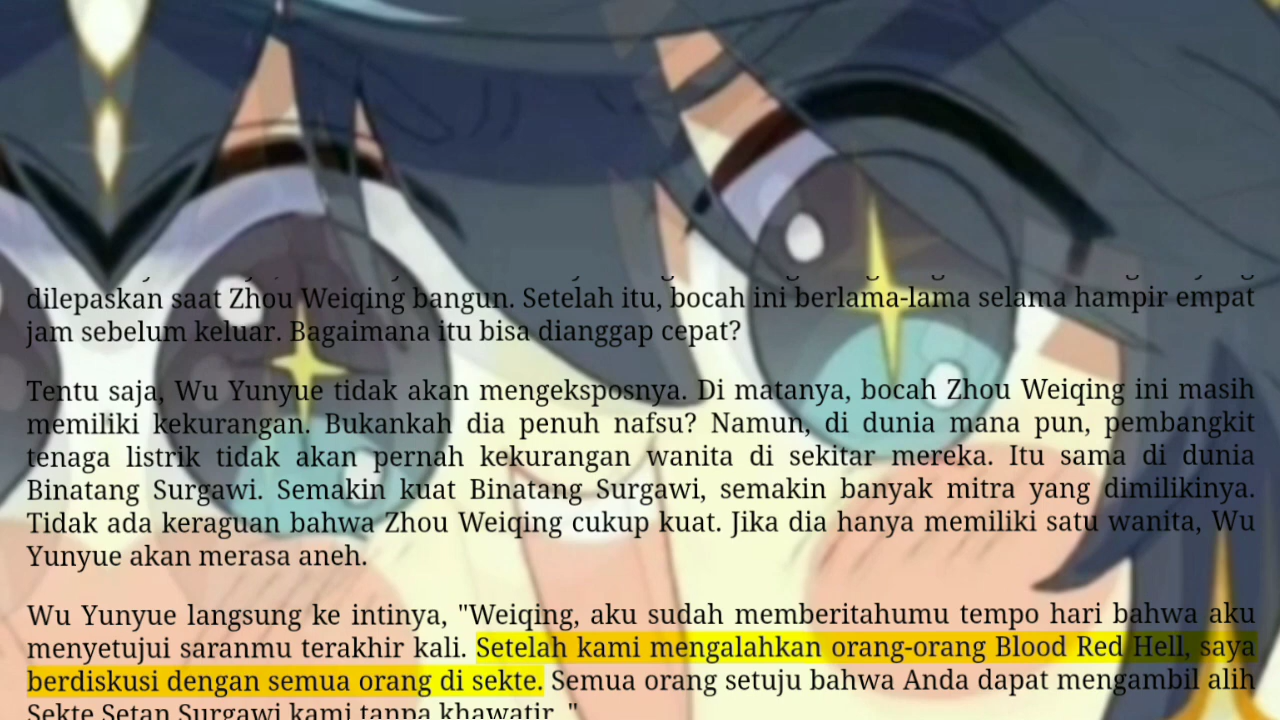 dilepaskan saat Zhou Weiqing bangun. Setelah itu, bocah ini berlama-lama selama hampir empat
jam sebelum keluar. Bagaimana itu bisa dianggap cepat?
Tentu saja, Wu Yunyue tidak akan mengeksposnya. Di matanya, bocah Zhou Weiqing ini masih
memiliki kekurangan. Bukankah dia penuh nafsu? Namun, di dunia mana pun, pembangkit
tenaga listrik tidak akan pernah kekurangan wanita di sekitar mereka. Itu sama di dunia
Binatang Surgawi. Semakin kuat Binatang Surgawi, semakin banyak mitra yang dimilikinya.
Tidak ada keraguan bahwa Zhou Weiqing cukup kuat. Jika dia hanya memiliki satu wanita, Wu
Yunyue akan merasa aneh.
Wu Yunyue langsung ke intinya, "Weiqing, aku sudah memberitahumu tempo hari bahwa aku
menyetujui saranmu terakhir kali. Setelah kami mengalahkan orang-orang Blood Red Hell, saya
berdiskusi dengan semua orang di sekte. Semua orang setuju bahwa Anda dapat mengambil alih
Sekte Setan Surgawi kami tanpa khawatir. "